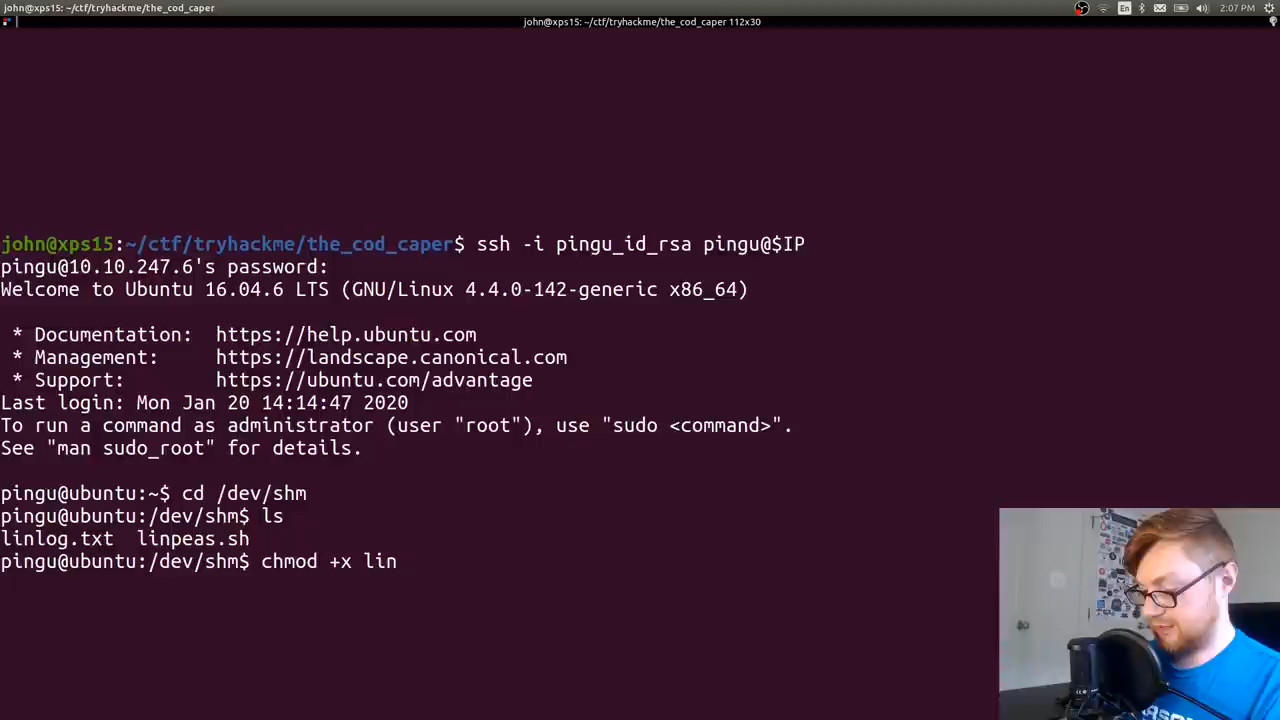 john@xps15: ~/ctf/tryhackme/the_cod_caper
En
2:07 PM
john@xps15: ~/ctf/tryhackme/the_cod_caper 112x30
john@xps15:~/ctf/tryhackme/the_cod_caper$ ssh -i pingu_id_rsa pingu@$IP
pingu@10.10.247.6's password:
Welcome to Ubuntu 16.04.6 LTS (GNU/Linux 4.4.0-142-generic x86_64)
* Documentation:  https://help.ubuntu.com
* Management:     https://landscape.canonical.com
* Support:        https://ubuntu.com/advantage
Last login: Mon Jan 20 14:14:47 2020
To run a command as administrator (user "root"), use "sudo <command>".
See "man sudo_root" for details.
pingu@ubuntu:~$ cd /dev/shm
pingu@ubuntu:/dev/shm$ ls
linlog.txt  linpeas.sh
pingu@ubuntu:/dev/shm$ chmod +x lin